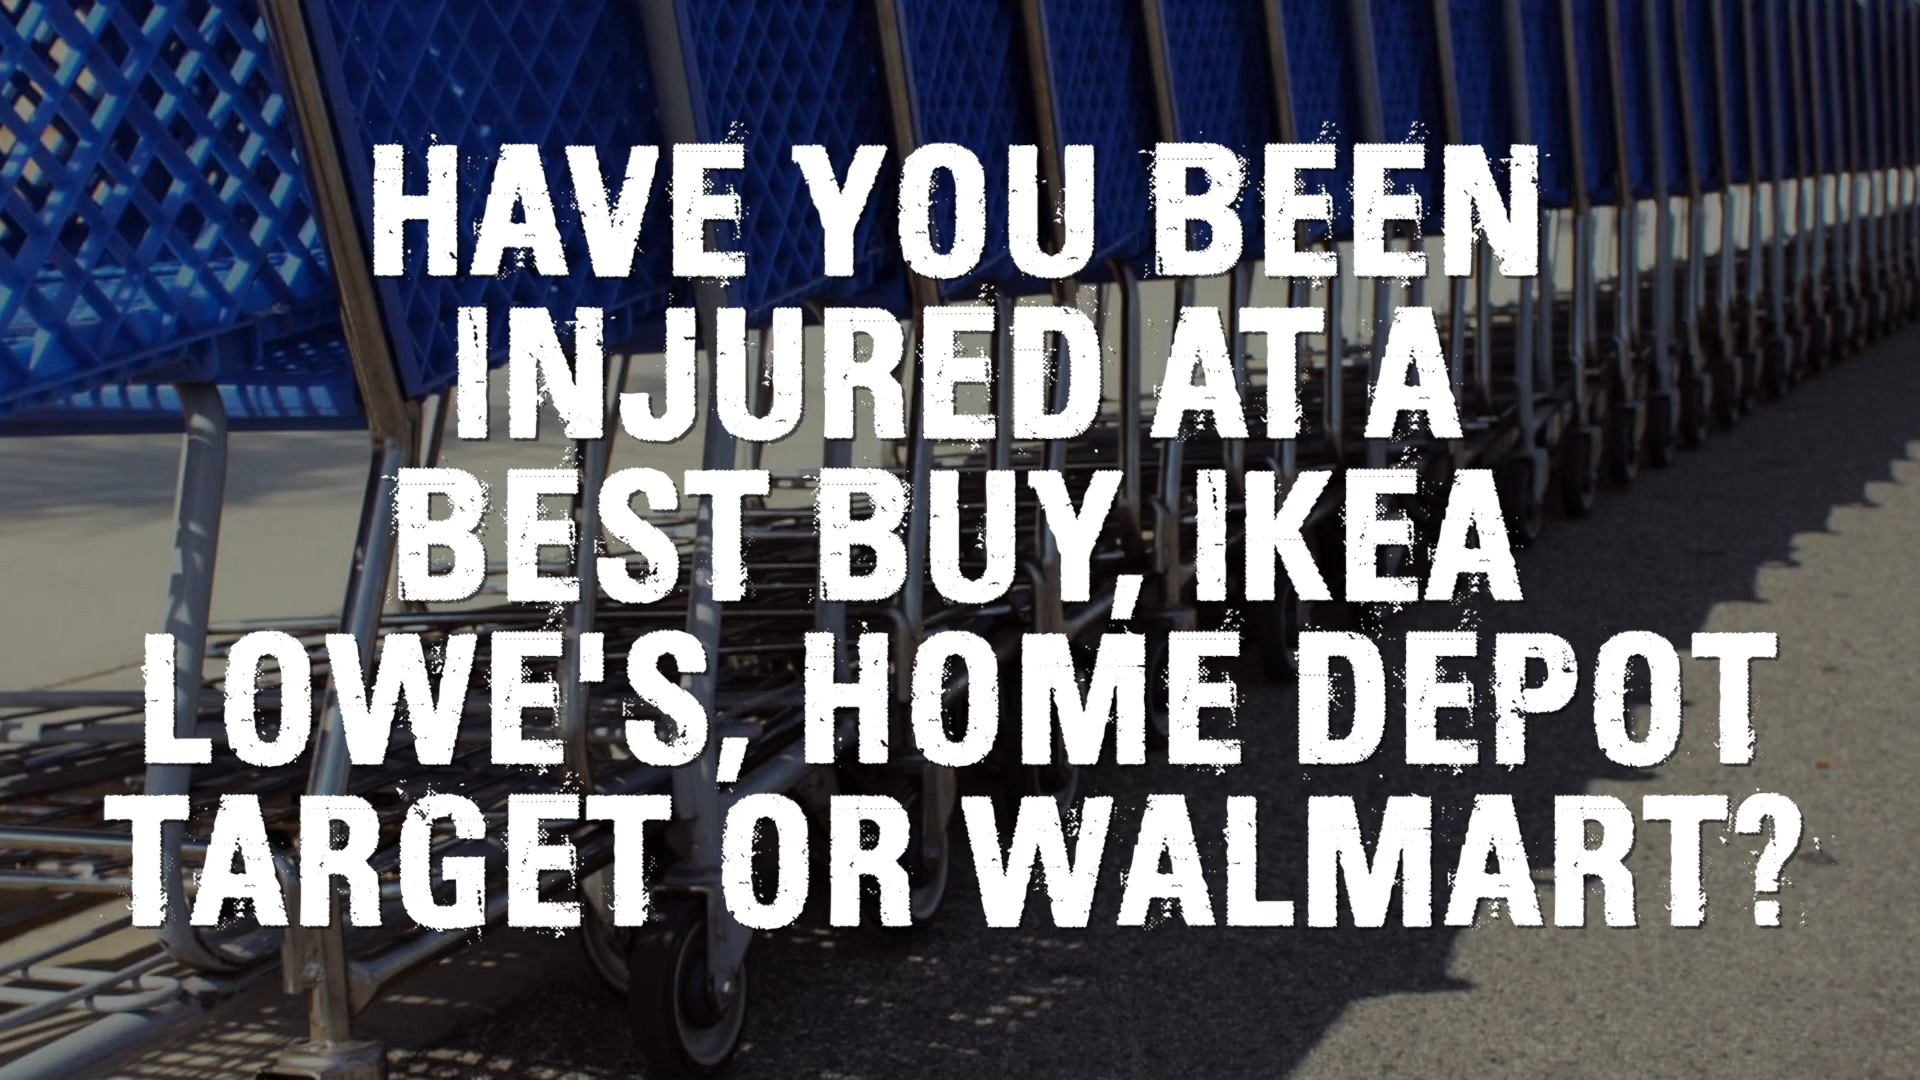 HAVE YOU BEEN
INJURED AT A
BEST BUY, IKEA
LOWE'S, HOME DEPOT
TARGET OR WALMART?